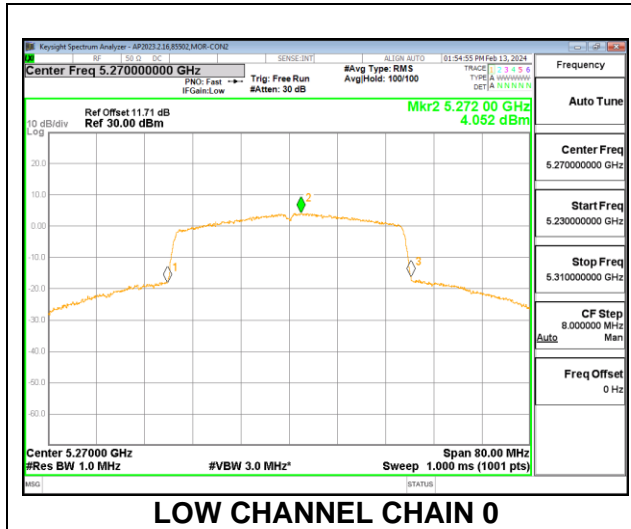 Keysight Spectrum Analyzer - AP2023.2.16,85502,MOR-CON2
RF 50 Ω DC SENSE:INT ALIGN AUTO 01:54:55 PM Feb 13, 2024
Center Freq 5.270000000 GHz
PNO: Fast
IFGain:Low
Trig: Free Run
#Atten: 30 dB
#Avg Type: RMS
Avg|Hold: 100/100
TRACE 1 2 3 4 5 6
TYPE A WWWWW
DET A N N N N N
Ref Offset 11.71 dB
Ref 30.00 dBm
10 dB/div
Log
Mkr2 5.272 00 GHz
4.052 dBm
20.0
10.0
0.00
-10.0
-20.0
-30.0
-40.0
-50.0
-60.0
1
2
3
Center 5.27000 GHz
#Res BW 1.0 MHz
#VBW 3.0 MHz*
Span 80.00 MHz
Sweep 1.000 ms (1001 pts)
MSG
STATUS
Frequency
Auto Tune
Center Freq
5.270000000 GHz
Start Freq
5.230000000 GHz
Stop Freq
5.310000000 GHz
CF Step
8.000000 MHz
Auto Man
Freq Offset
0 Hz
LOW CHANNEL CHAIN 0